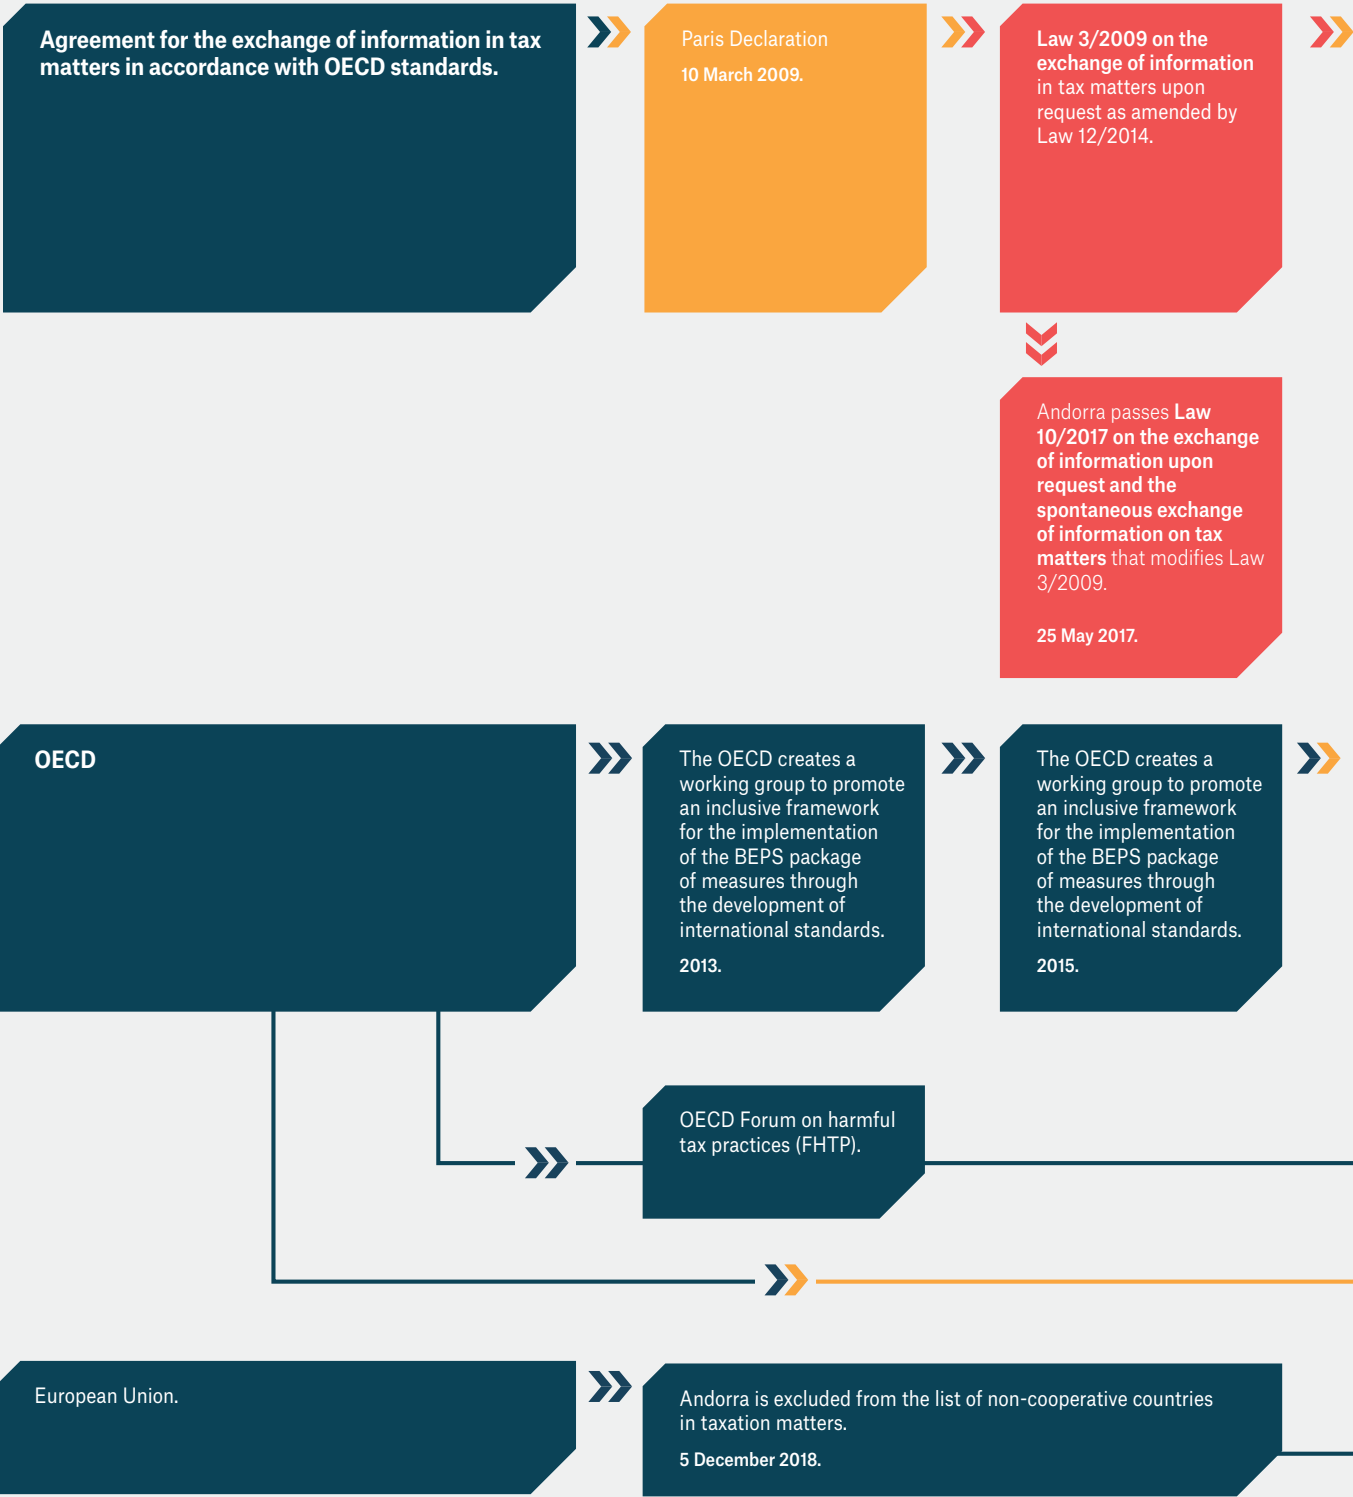 Agreement for the exchange of information in tax
matters in accordance with OECD standards.
Paris Declaration
10 March 2009.
Law 3/2009 on the
exchange of information
in tax matters upon
request as amended by
Law 12/2014.
Andorra passes Law
10/2017 on the exchange
of information upon
request and the
spontaneous exchange
of information on tax
matters that modifies Law
3/2009.
25 May 2017.
OECD
The OECD creates a
working group to promote
an inclusive framework
for the implementation
of the BEPS package
of measures through
the development of
international standards.
2013.
The OECD creates a
working group to promote
an inclusive framework
for the implementation
of the BEPS package
of measures through
the development of
international standards.
2015.
OECD Forum on harmful
tax practices (FHTP).
European Union.
Andorra is excluded from the list of non-cooperative countries
in taxation matters.
5 December 2018.